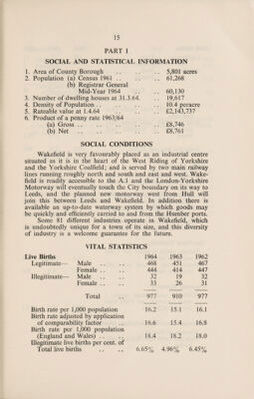 15
PART I
SOCIAL AND STATISTICAL INFORMATION
1. Area of County Borough .. .. .. 5,801 acres
2. Population (a) Census 1961 .. .. .. 61,268
(b) Registrar General
Mid-Year 1964 .. .. 60,130
3. Number of dwelling houses at 31.3.64. .. 19,617
4. Density of Population .. .. .. .. 10.4 per acre
5. Rateable value at 1.4.64 .. .. .. £2,143,737
6. Product of a penny rate 1963/64
(a) Gross .. .. .. .. £8,746
(b) Net .. .. .. .. £8,761
SOCIAL CONDITIONS
Wakefield is very favourably placed as an industrial centre
situated as it is in the heart of the West Riding of Yorkshire
and the Yorkshire Coalfield; and is served by two main railway
lines running roughly north and south and east and west. Wake-
field is readily accessible to the A.1 and the London-Yorkshire
Motorway will eventually touch the City boundary on its way to
Leeds, and the planned new motorway west from Hull will
join this between Leeds and Wakefield. In addition there is
available an up-to-date waterway system by which goods may
be quickly and efficiently carried to and from the Humber ports.
Some 81 different industries operate in Wakefield, which
is undoubtedly unique for a town of its size, and this diversity
of industry is a welcome guarantee for the future.
VITAL STATISTICS
Live Births 1964 1963 1962
Legitimate— Male .. .. 468 451 467
Female .. .. 444 414 447
Illegitimate— Male .. .. 32 19 32
Female .. .. 33 26 31
Total .. 977 910 977
Birth rate per 1,000 population 16.2 15.1 16.1
Birth rate adjusted by application
of comparability factor .. 16.6 15.4 16.8
Birth rate per 1,000 population
(England and Wales) .. .. 18.4 18.2 18.0
Illegitimate live births per cent. of
Total live births .. .. 6.65% 4.96% 6.45%